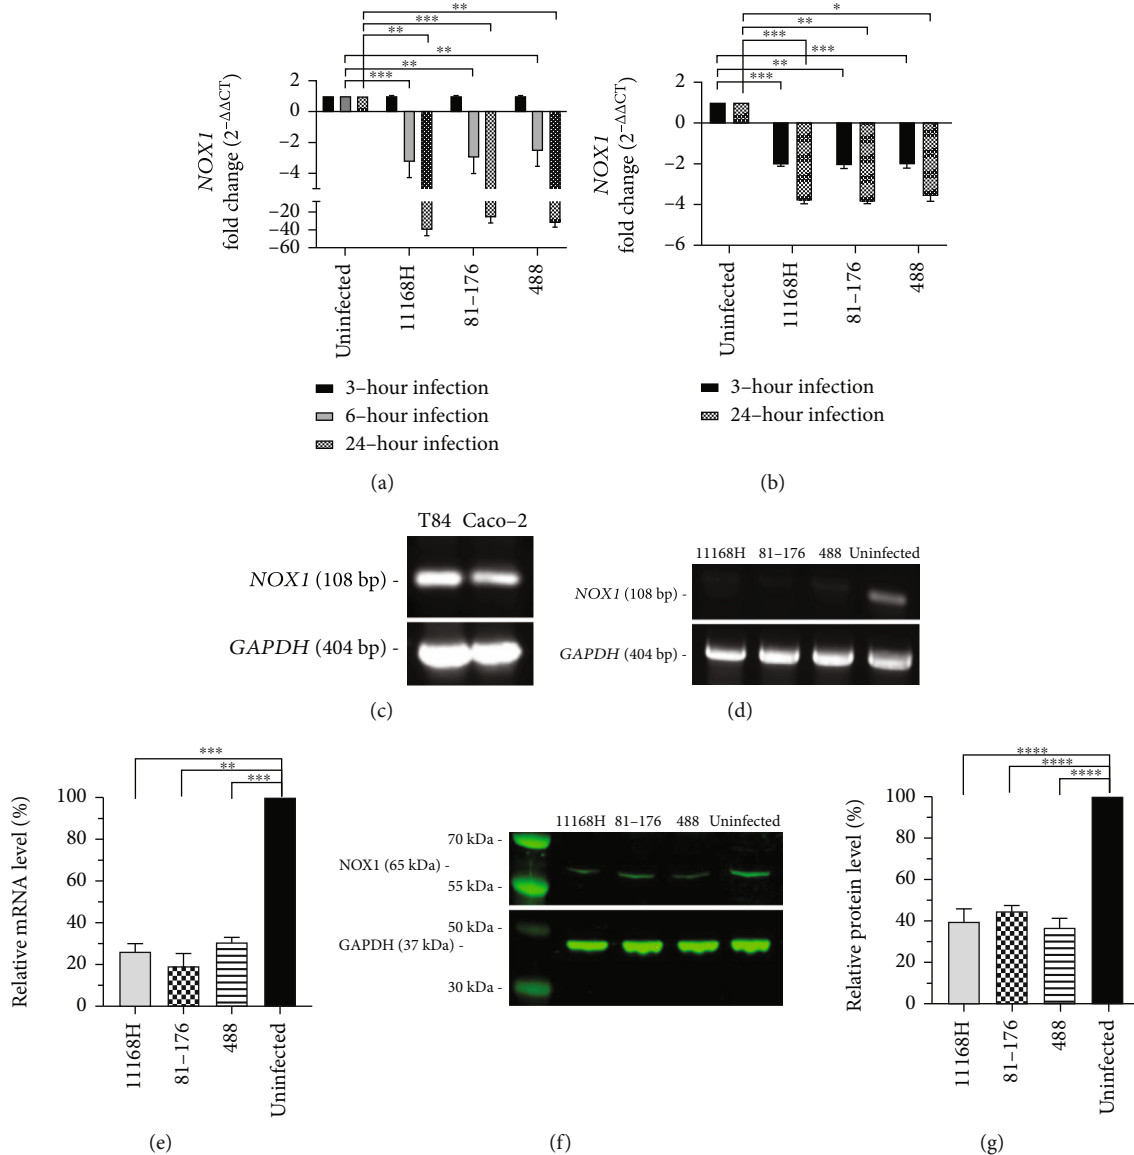 ** 
***
**
**
**
***
2
0
−2
−4
−20
−40
−60
NOX1
fold change (2−ΔΔCT)
Uninfected
11168H
81–176
488
3–hour infection
6–hour infection
24–hour infection
(a)
*
**
***
***
**
***
2
0
−2
−4
−6
NOX1
fold change (2−ΔΔCT)
Uninfected
11168H
81–176
488
3–hour infection
24–hour infection
(b)
T84 Caco–2
NOX1 (108 bp) -
GAPDH (404 bp) -
(c)
11168H 81–176 488 Uninfected
NOX1 (108 bp) -
GAPDH (404 bp) -
(d)
***
**
***
100
80
60
40
20
0
Relative mRNA level (%)
11168H
81–176
488
Uninfected
(e)
11168H 81–176 488 Uninfected
70 kDa -
NOX1 (65 kDa) -
55 kDa -
50 kDa -
GAPDH (37 kDa) -
30 kDa -
(f)
****
****
****
100
80
60
40
20
0
Relative protein level (%)
11168H
81–176
488
Uninfected
(g)